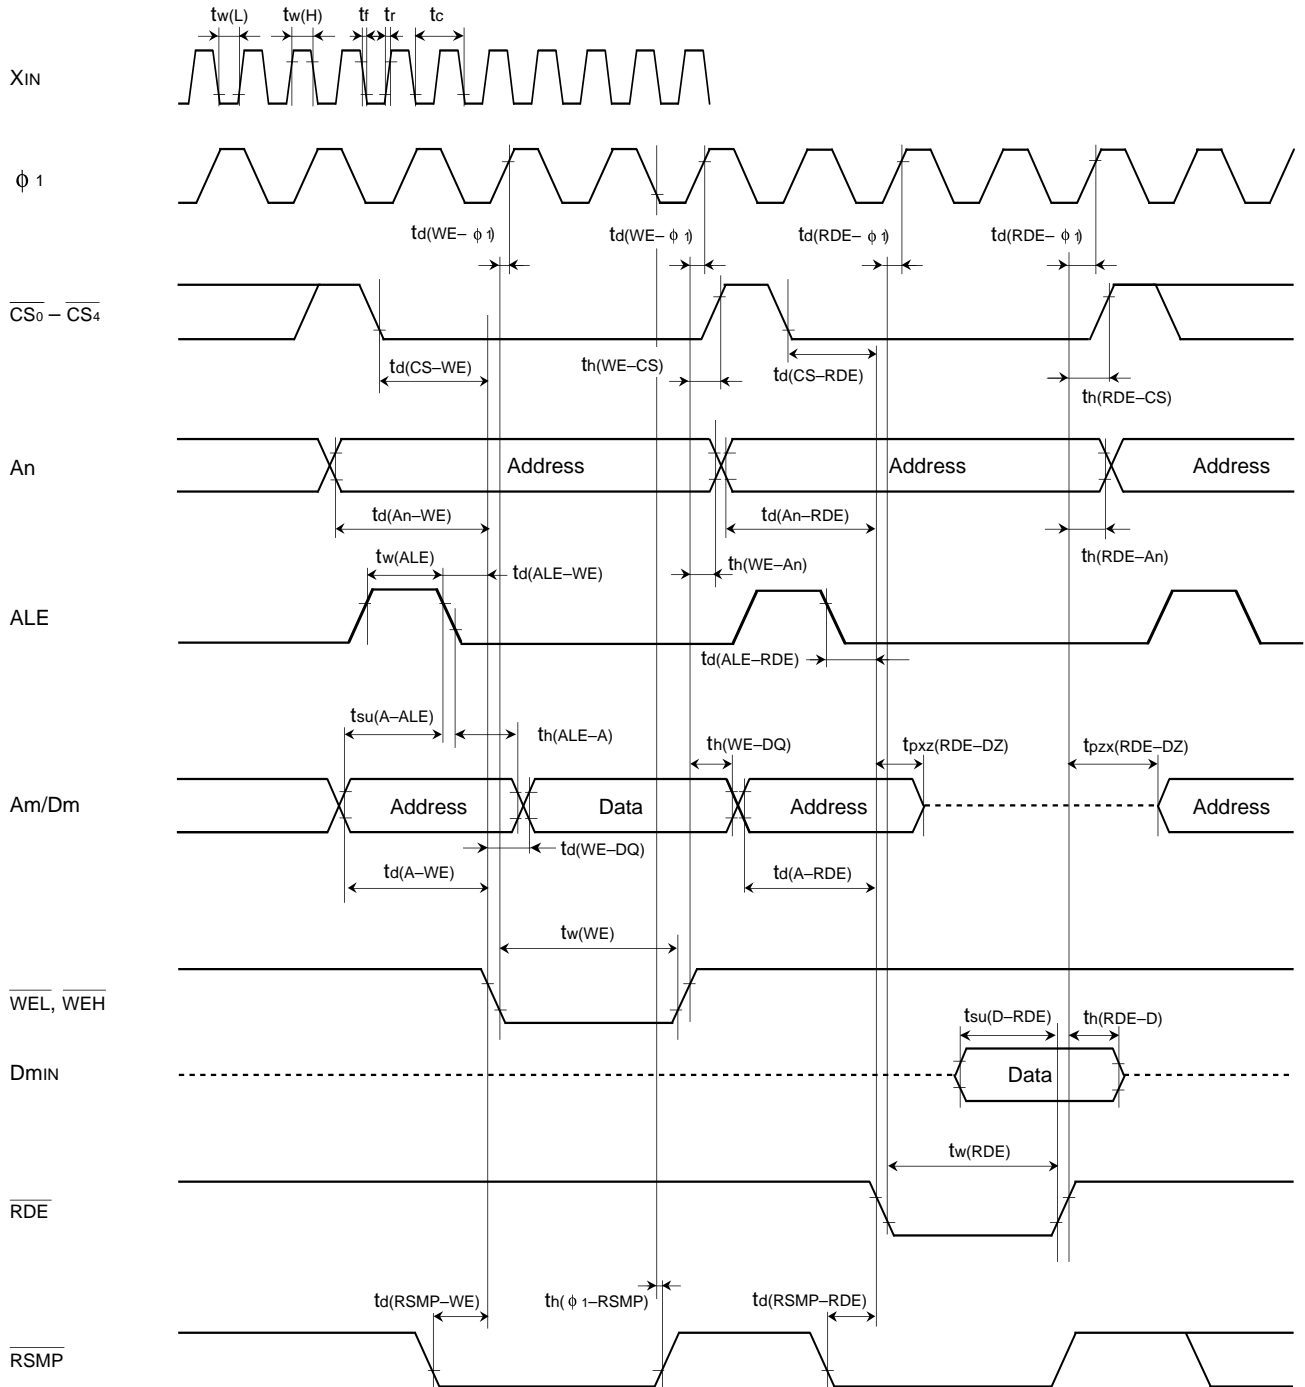 tw(L) tw(H) tf tr tc
XIN
ϕ 1
td(WE– ϕ 1) td(WE– ϕ 1) td(RDE– ϕ 1) td(RDE– ϕ 1)
CS0 – CS4
td(CS–WE) th(WE–CS) td(CS–RDE) th(RDE–CS)
An Address Address Address
td(An–WE) td(An–RDE)
tw(ALE) td(ALE–WE) th(WE–An) th(RDE–An)
ALE
td(ALE–RDE)
tsu(A–ALE) th(ALE–A) th(WE–DQ) tpxz(RDE–DZ) tpzx(RDE–DZ)
Am/Dm Address Data Address Address
td(WE–DQ)
td(A–WE) td(A–RDE)
tw(WE)
WEL, WEH
tsu(D–RDE) th(RDE–D)
DmIN Data
tw(RDE)
RDE
td(RSMP–WE) th( ϕ 1–RSMP) td(RSMP–RDE)
RSMP